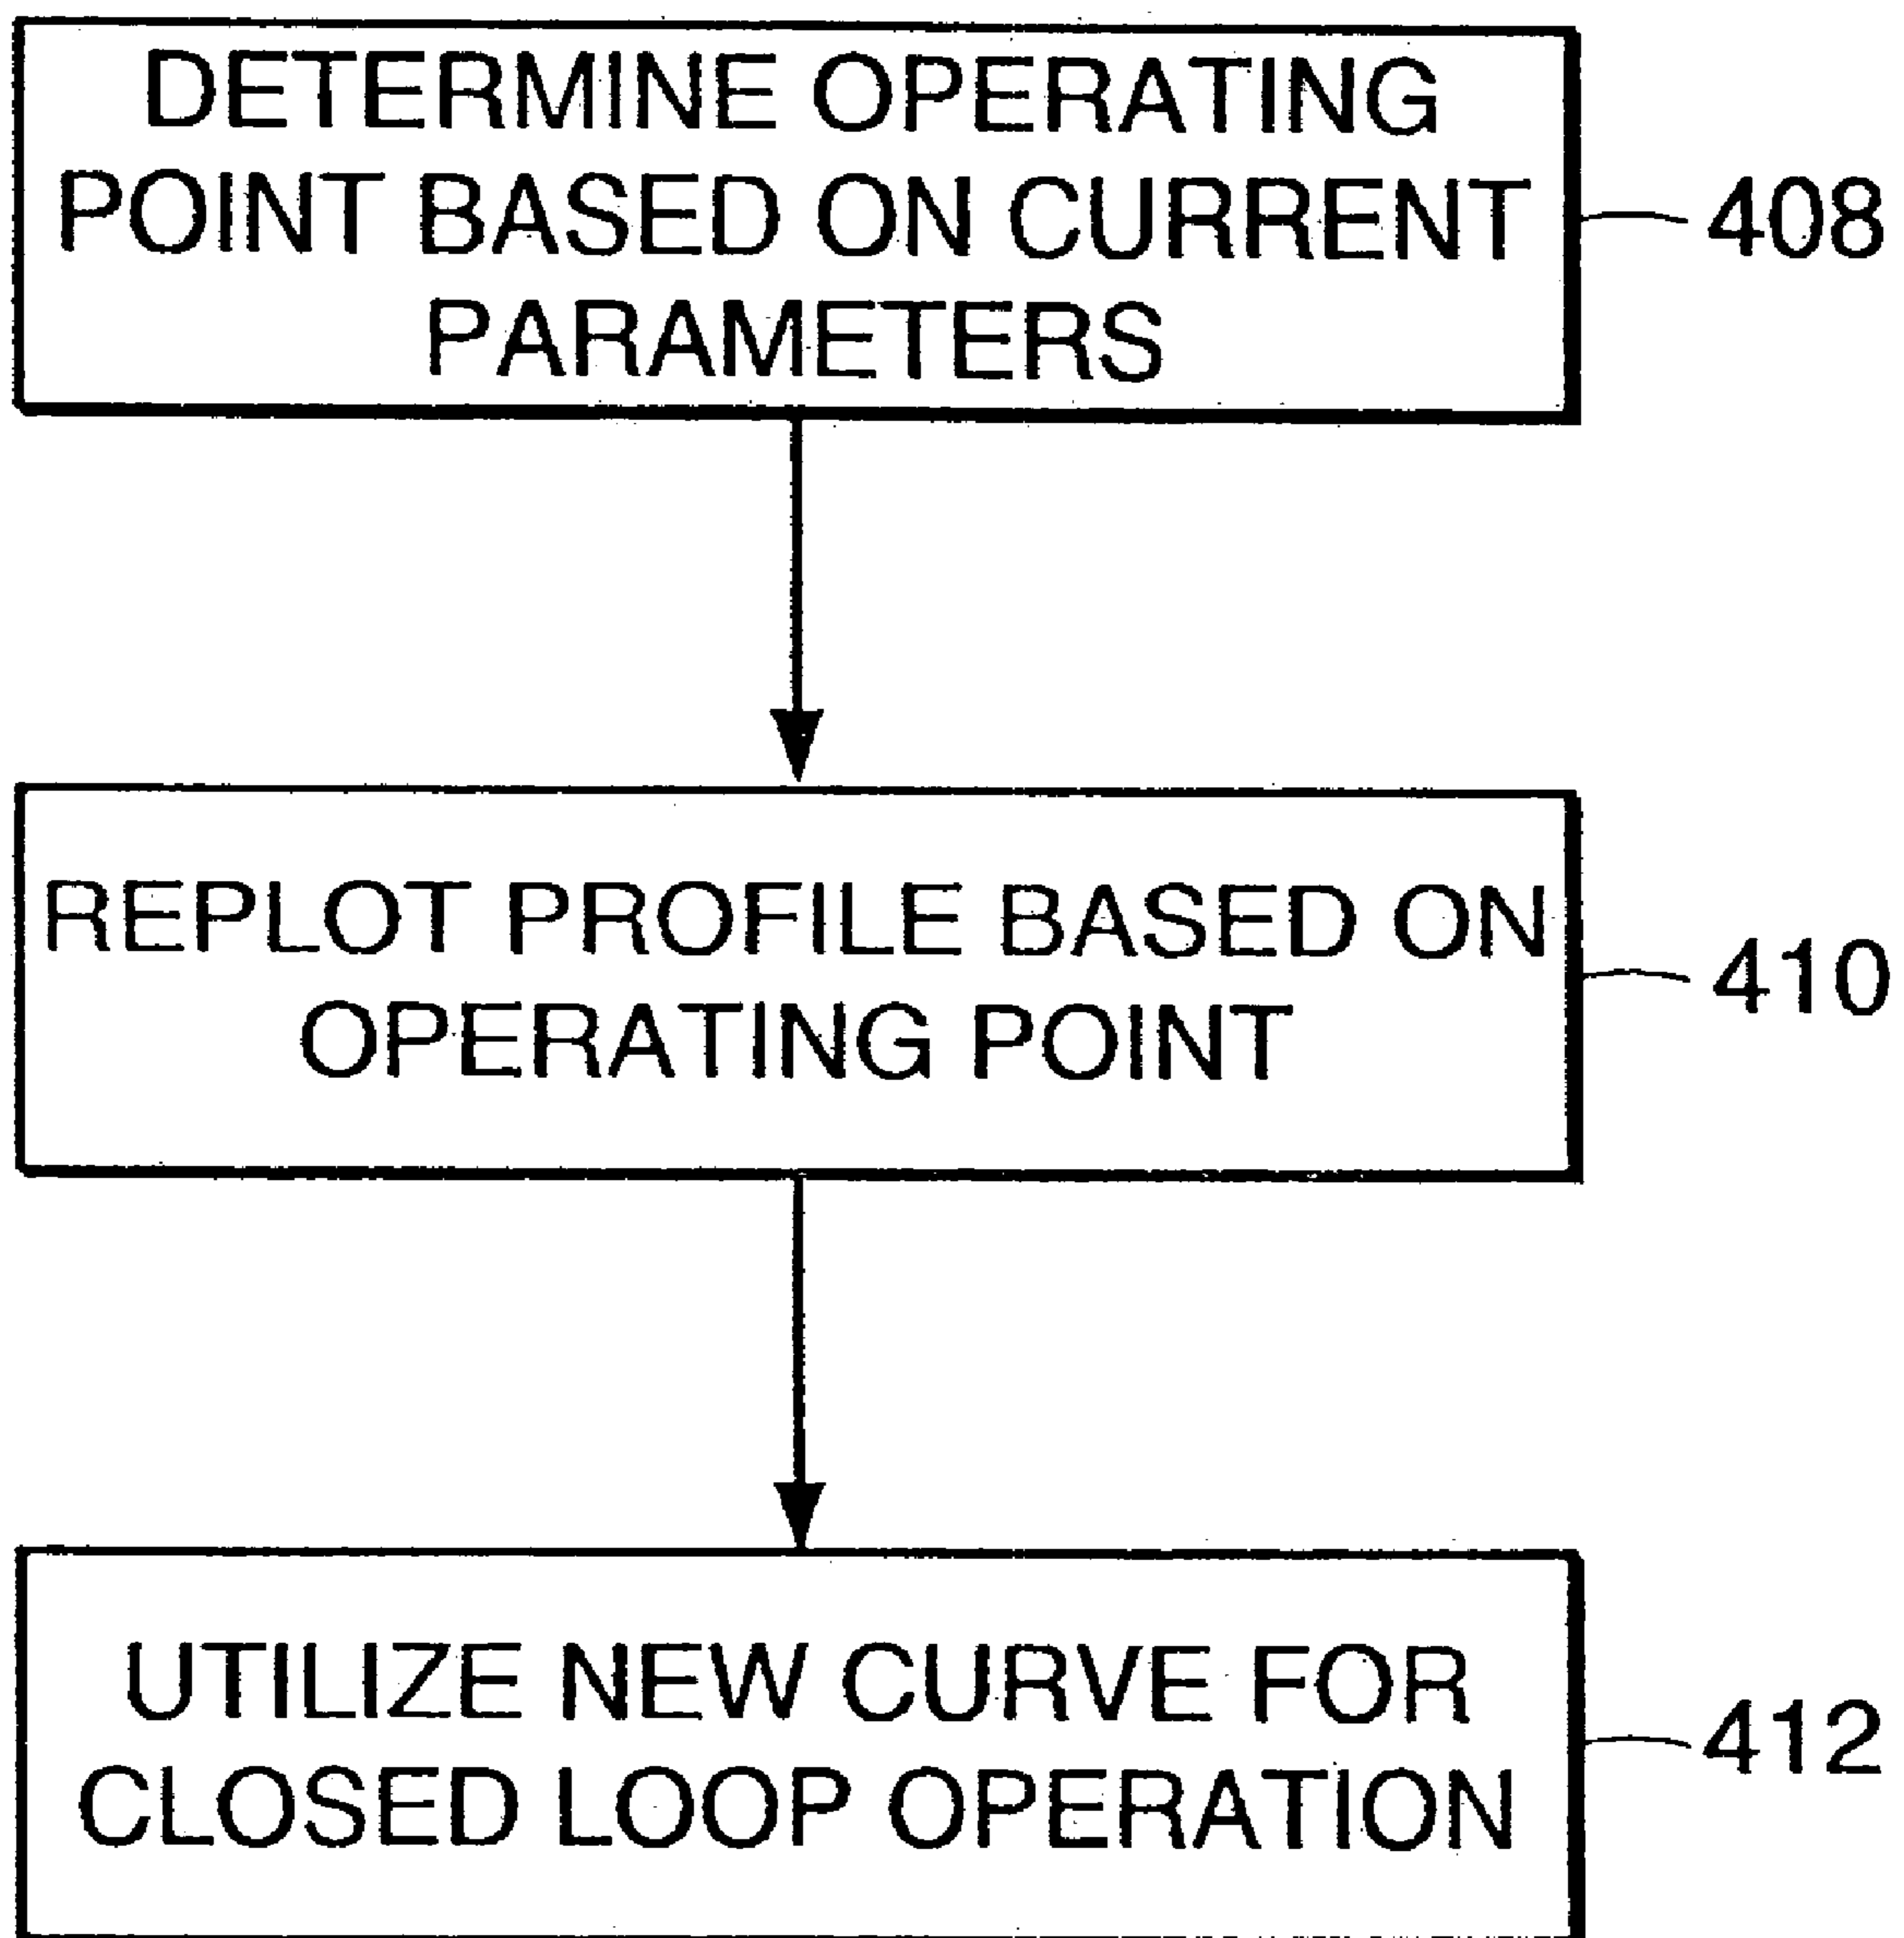 DETERMINE OPERATING
POINT BASED ON CURRENT
PARAMETERS
408
REPLOT PROFILE BASED ON
OPERATING POINT
410
UTILIZE NEW CURVE FOR
CLOSED LOOP OPERATION
412